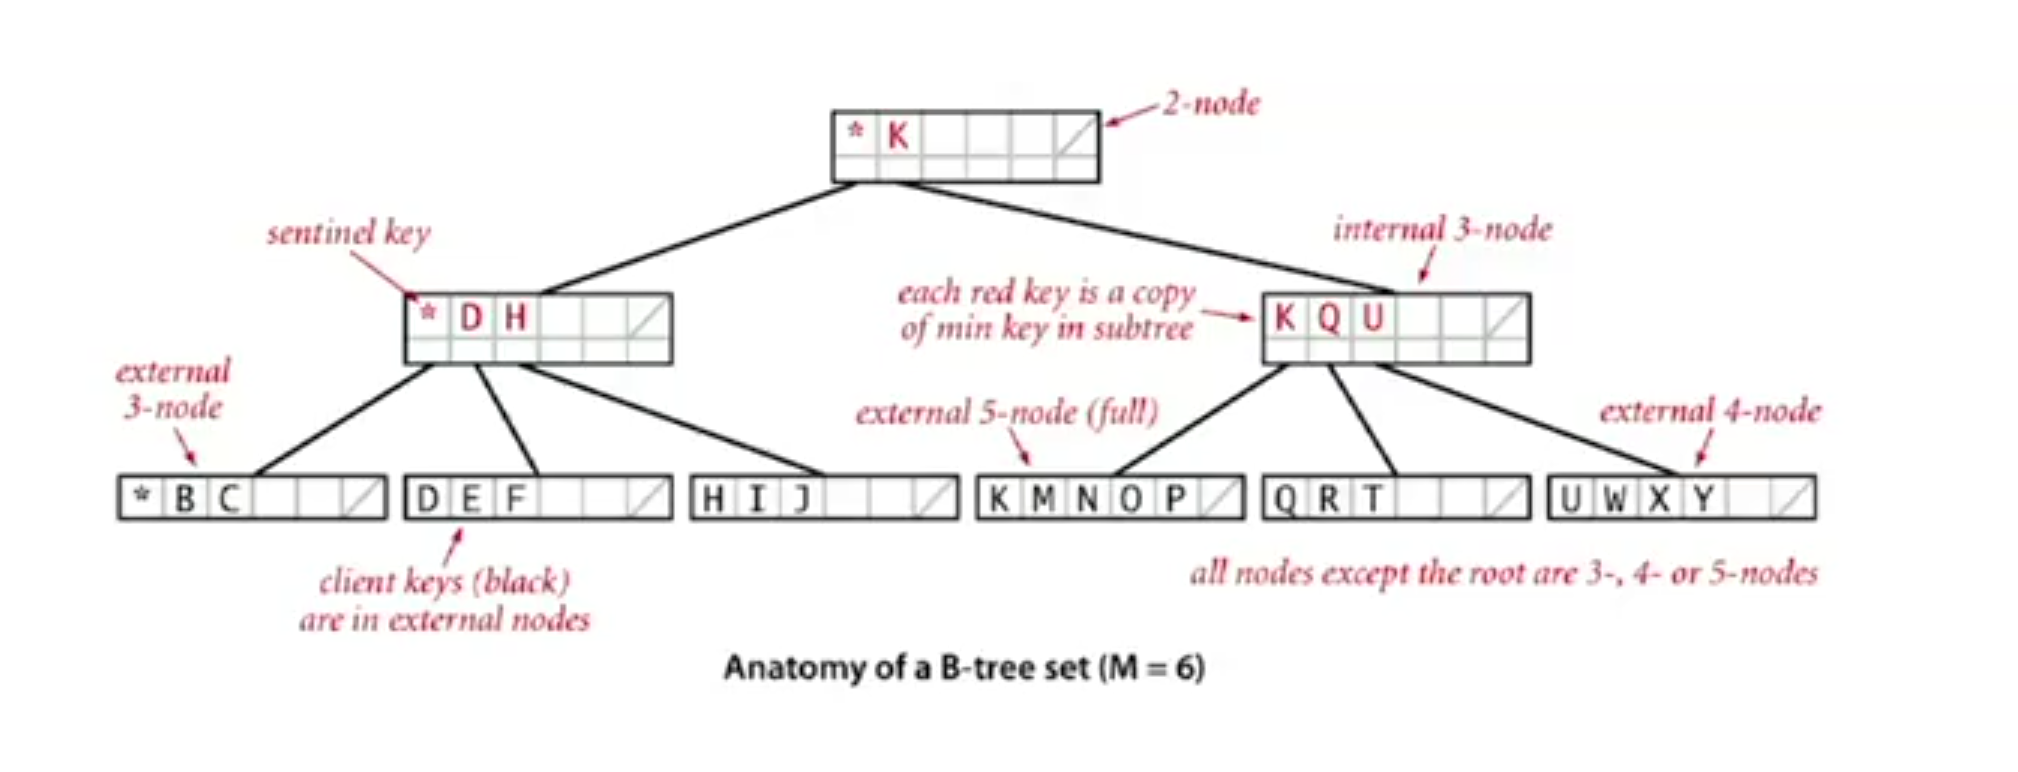 2-node
* K
sentinel key
internal 3-node
each red key is a copy
of min key in subtree
* D H
K Q U
external
3-node
external 5-node (full)
external 4-node
* B C
D E F
H I J
K M N O P
Q R T
U W X Y
client keys (black)
are in external nodes
all nodes except the root are 3-, 4- or 5-nodes
Anatomy of a B-tree set (M = 6)